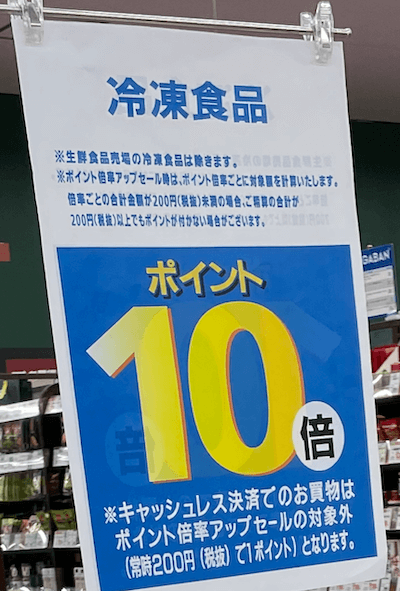 冷凍食品
※生鮮食品売場の冷凍食品は除きます。
※ポイント倍率アップセール時は、ポイント倍率ごとに対象額を計算いたします。
倍率ごとの合計金額が200円(税抜)未満の場合、ご精算の合計が
200円(税抜)以上でもポイントが付かない場合がございます。
GABAN
ポイント
10倍
※キャッシュレス決済でのお買物は
ポイント倍率アップセールの対象外
(常時200円(税抜)で1ポイント)となります。